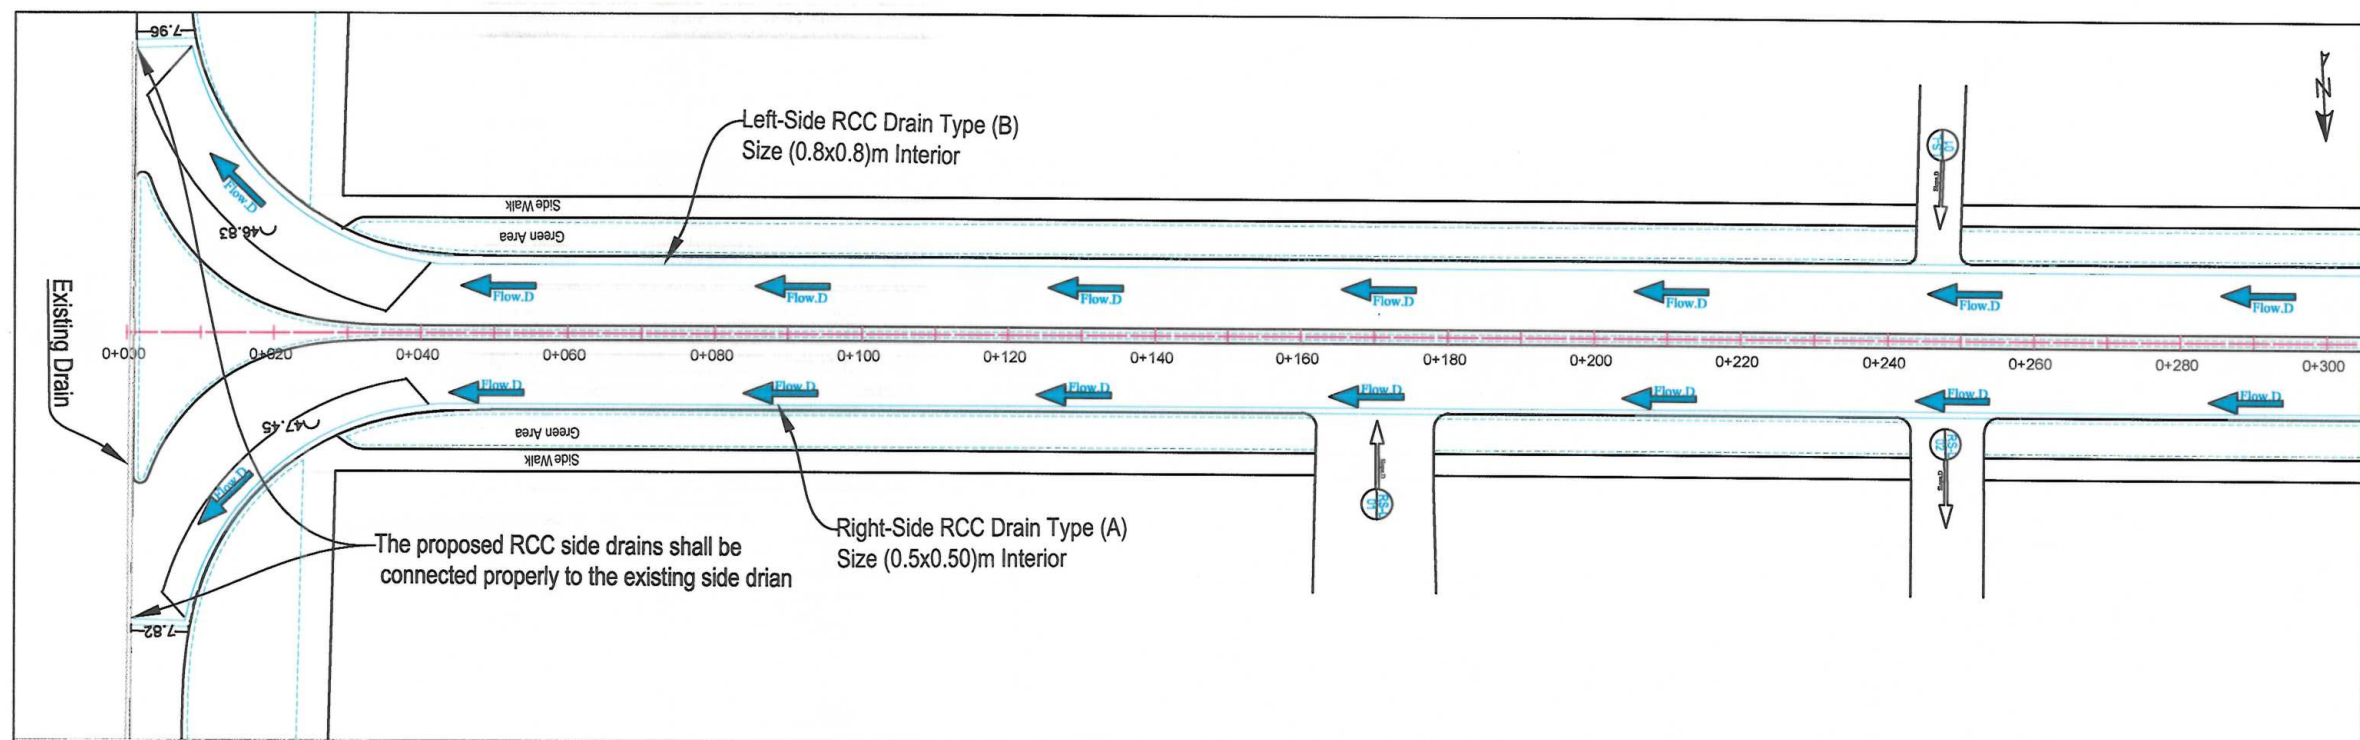 7.96
N
Left-Side RCC Drain Type (B)
Size (0.8x0.8)m Interior
Flow.D
46.83
Side Walk
Green Area
Flow.D
Flow.D
Flow.D
Flow.D
Flow.D
Flow.D
Flow.D
Existing Drain
0+000
0+020
0+040
0+060
0+080
0+100
0+120
0+140
0+160
0+180
0+200
0+220
0+240
0+260
0+280
0+300
Flow.D
Flow.D
Flow.D
Flow.D
Flow.D
Flow.D
Flow.D
47.45
Green Area
Side Walk
Flow.D
Right-Side RCC Drain Type (A)
Size (0.5x0.50)m Interior
The proposed RCC side drains shall be
connected properly to the existing side drian
7.82